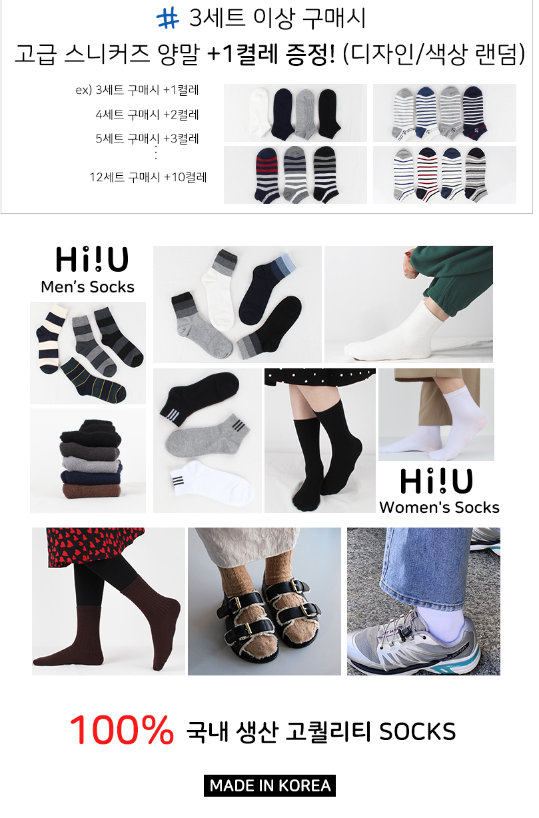 # 3세트 이상 구매시
고급 스니커즈 양말 +1켤레 증정! (디자인/색상 랜덤)
ex) 3세트 구매시 +1켤레
4세트 구매시 +2켤레
5세트 구매시 +3켤레
⋮
12세트 구매시 +10켤레
Hi!U
Men's Socks
Hi!U
Women's Socks
100% 국내 생산 고퀄리티 SOCKS
MADE IN KOREA